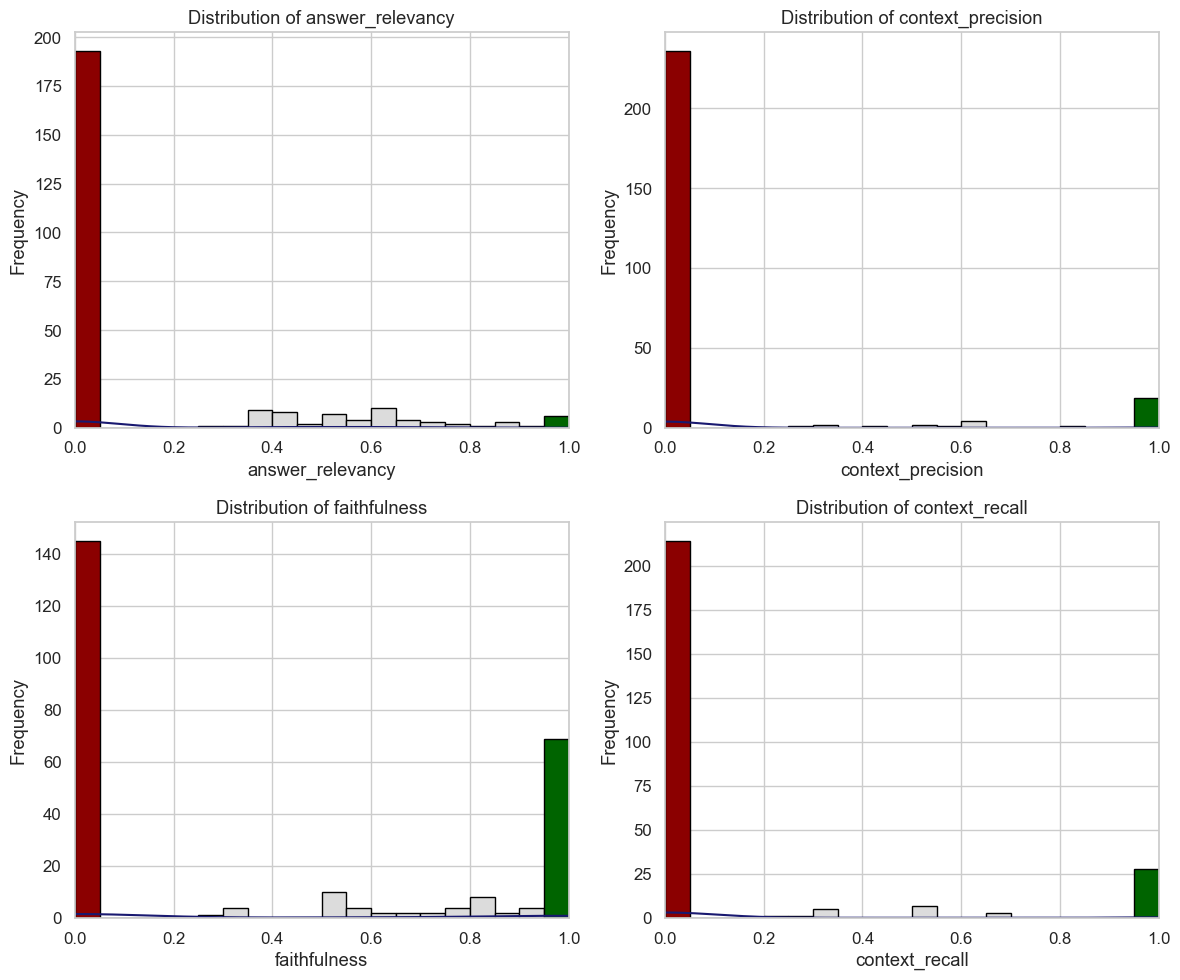 Distribution of answer_relevancy
200
175
150
125
100
75
50
25
0
Frequency
0.0 0.2 0.4 0.6 0.8 1.0
answer_relevancy
Distribution of context_precision
200
150
100
50
0
Frequency
0.0 0.2 0.4 0.6 0.8 1.0
context_precision
Distribution of faithfulness
140
120
100
80
60
40
20
0
Frequency
0.0 0.2 0.4 0.6 0.8 1.0
faithfulness
Distribution of context_recall
200
175
150
125
100
75
50
25
0
Frequency
0.0 0.2 0.4 0.6 0.8 1.0
context_recall